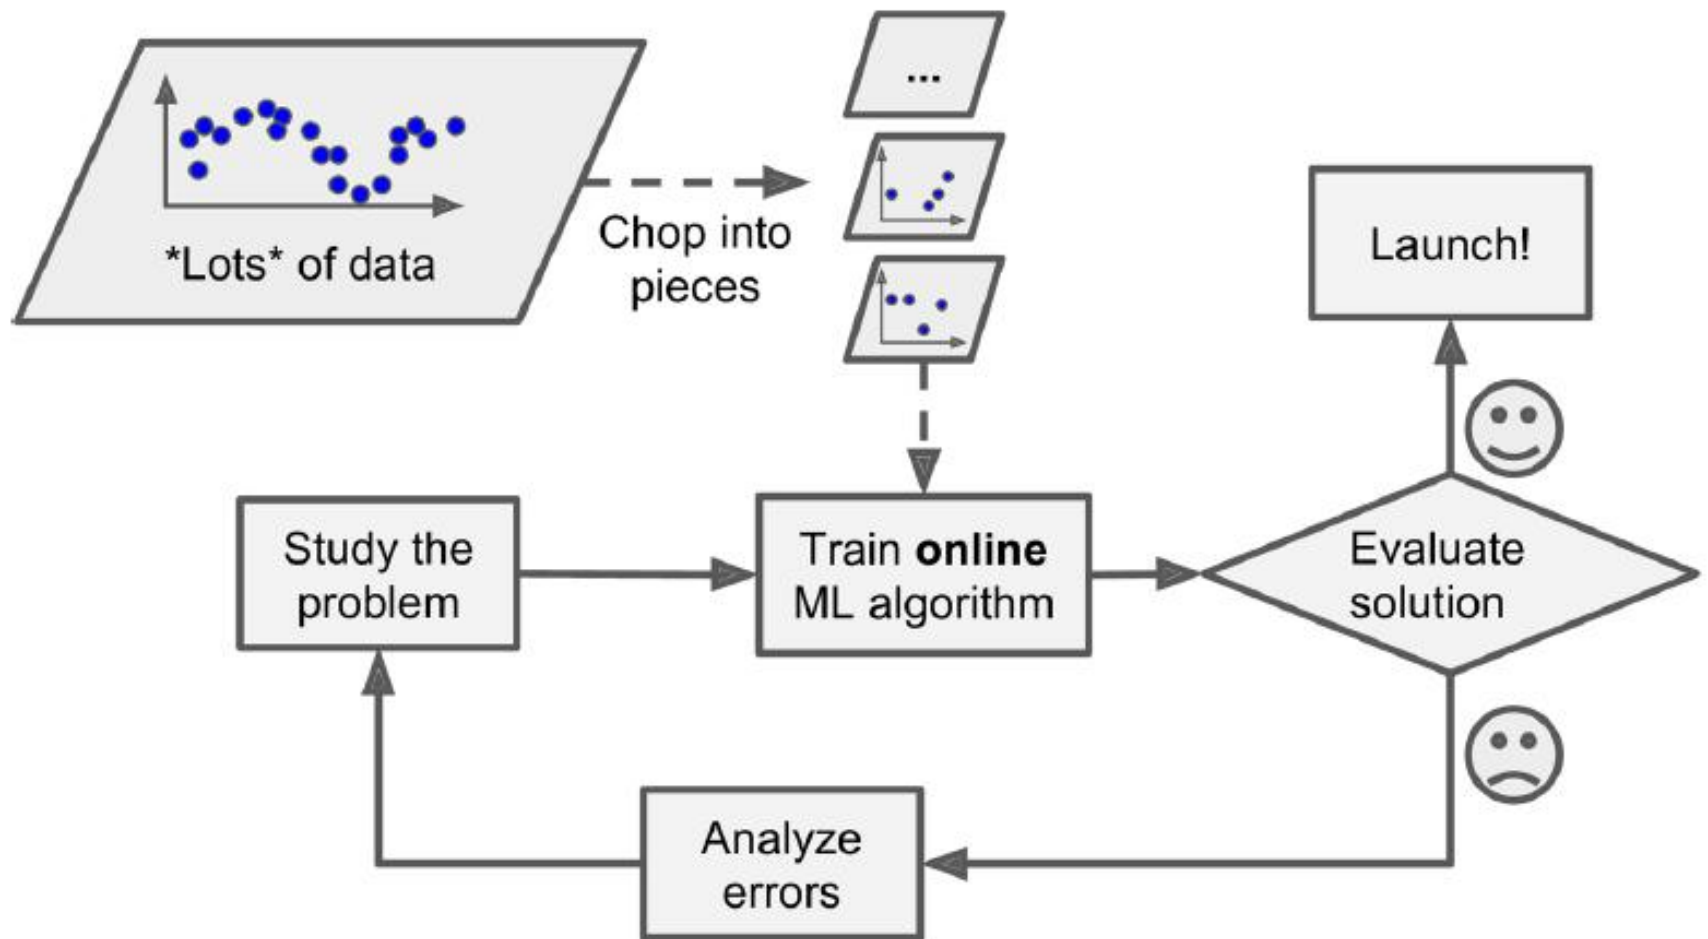 *Lots* of data
Chop into
pieces
...
Launch!
Study the
problem
Train online
ML algorithm
Evaluate
solution
Analyze
errors